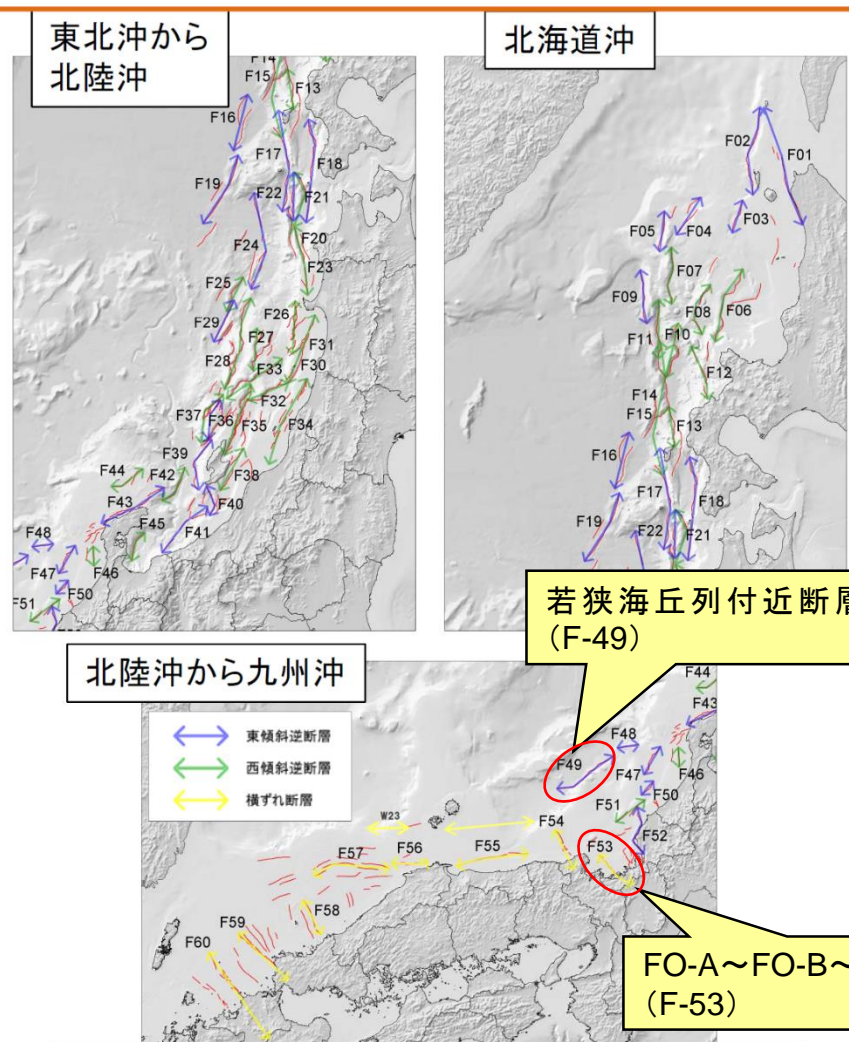 東北沖から
北陸沖
F14
F15
F13
F16
F17
F18
F19
F22
F21
F20
F24
F23
F25
F26
F29
F27
F31
F28
F30
F33
F32
F37
F36
F35
F34
F39
F38
F44
F42
F43
F40
F45
F41
F48
F47
F46
F50
F51
北海道沖
F02
F01
F03
F05
F04
F07
F09
F08
F06
F10
F11
F12
F14
F15
F13
F16
F17
F18
F19
F22
F21
若狭海丘列付近断層
(F-49)
北陸沖から九州沖
東傾斜逆断層
西傾斜逆断層
横ずれ断層
F44
F43
F48
F49
F47
F46
F50
F51
W23
F54
F52
F53
F57
F56
F55
F58
F59
F60
FO-A～FO-B～
(F-53)